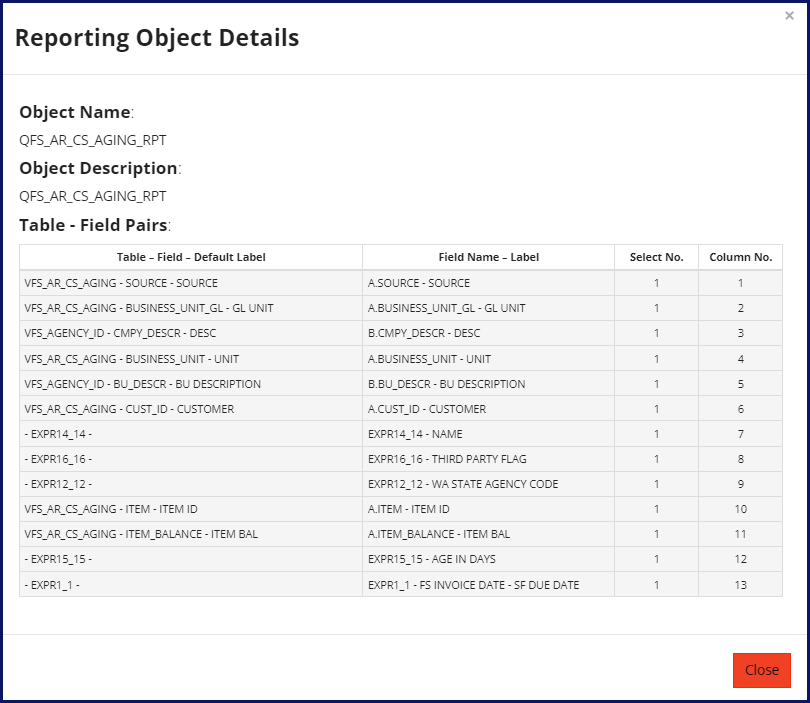 ×
Reporting Object Details
Object Name:
QFS_AR_CS_AGING_RPT
Object Description:
QFS_AR_CS_AGING_RPT
Table - Field Pairs:
Table – Field – Default Label Field Name – Label Select No. Column No.
VFS_AR_CS_AGING - SOURCE - SOURCE A.SOURCE - SOURCE 1 1
VFS_AR_CS_AGING - BUSINESS_UNIT_GL - GL UNIT A.BUSINESS_UNIT_GL - GL UNIT 1 2
VFS_AGENCY_ID - CMPY_DESCR - DESC B.CMPY_DESCR - DESC 1 3
VFS_AR_CS_AGING - BUSINESS_UNIT - UNIT A.BUSINESS_UNIT - UNIT 1 4
VFS_AGENCY_ID - BU_DESCR - BU DESCRIPTION B.BU_DESCR - BU DESCRIPTION 1 5
VFS_AR_CS_AGING - CUST_ID - CUSTOMER A.CUST_ID - CUSTOMER 1 6
- EXPR14_14 - EXPR14_14 - NAME 1 7
- EXPR16_16 - EXPR16_16 - THIRD PARTY FLAG 1 8
- EXPR12_12 - EXPR12_12 - WA STATE AGENCY CODE 1 9
VFS_AR_CS_AGING - ITEM - ITEM ID A.ITEM - ITEM ID 1 10
VFS_AR_CS_AGING - ITEM_BALANCE - ITEM BAL A.ITEM_BALANCE - ITEM BAL 1 11
- EXPR15_15 - EXPR15_15 - AGE IN DAYS 1 12
- EXPR1_1 - EXPR1_1 - FS INVOICE DATE - SF DUE DATE 1 13
Close